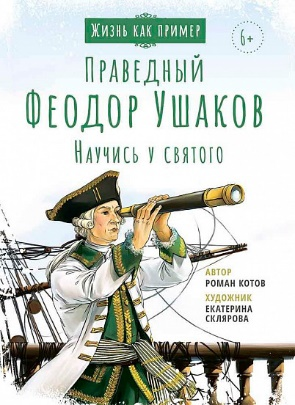 Жизнь как пример
6+
Праведный
Феодор Ушаков
Научись у святого
АВТОР
РОМАН КОТОВ
ХУДОЖНИК
ЕКАТЕРИНА
СКЛЯРОВА